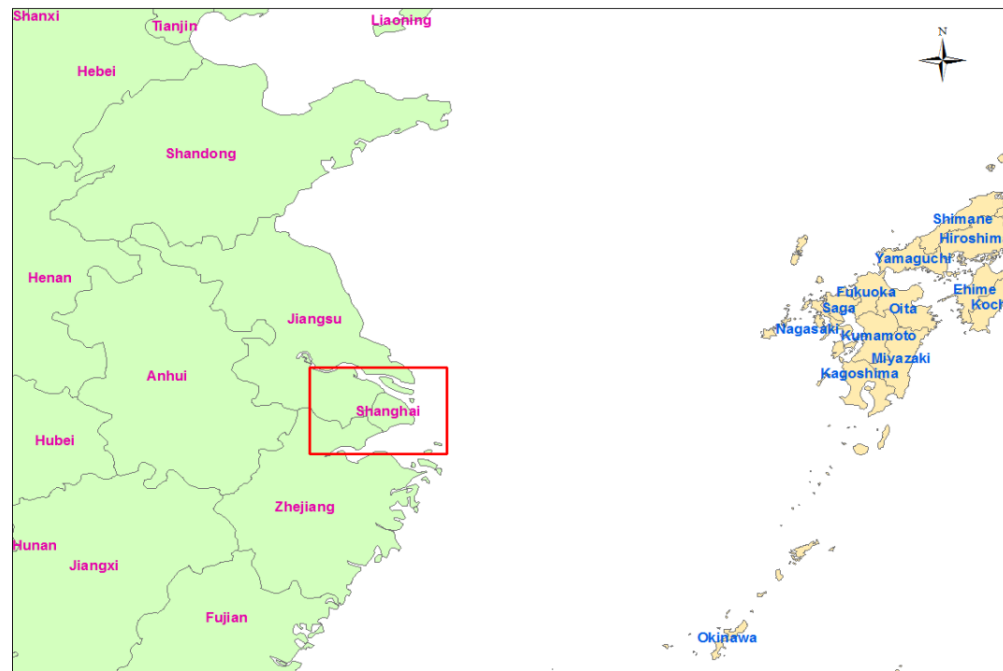 Shanxi
Tianjin
Liaoning
N
Hebei
Shandong
Shimane
Hiroshim
Yamaguchi
Henan
Ehime
Fukuoka
Saga
Oita
Koch
Jiangsu
Nagasaki
Kumamoto
Miyazaki
Anhui
Kagoshima
Shanghai
Hubei
Zhejiang
Hunan
Jiangxi
Fujian
Okinawa